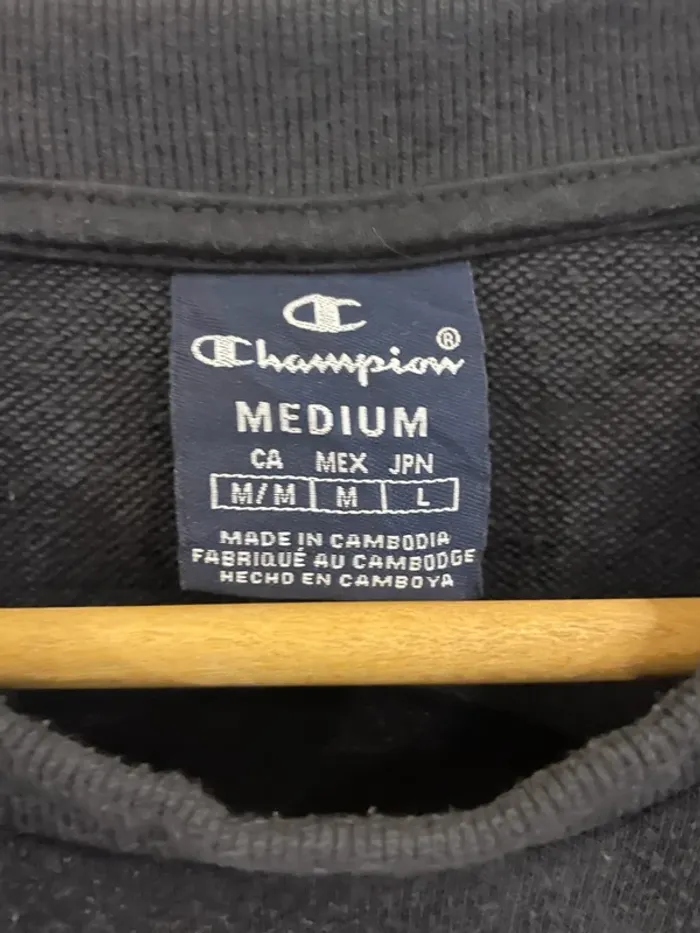 Champion®
MEDIUM
CA MEX JPN
M/M M L
MADE IN CAMBODIA
FABRIQUÉ AU CAMBODGE
HECHO EN CAMBOYA